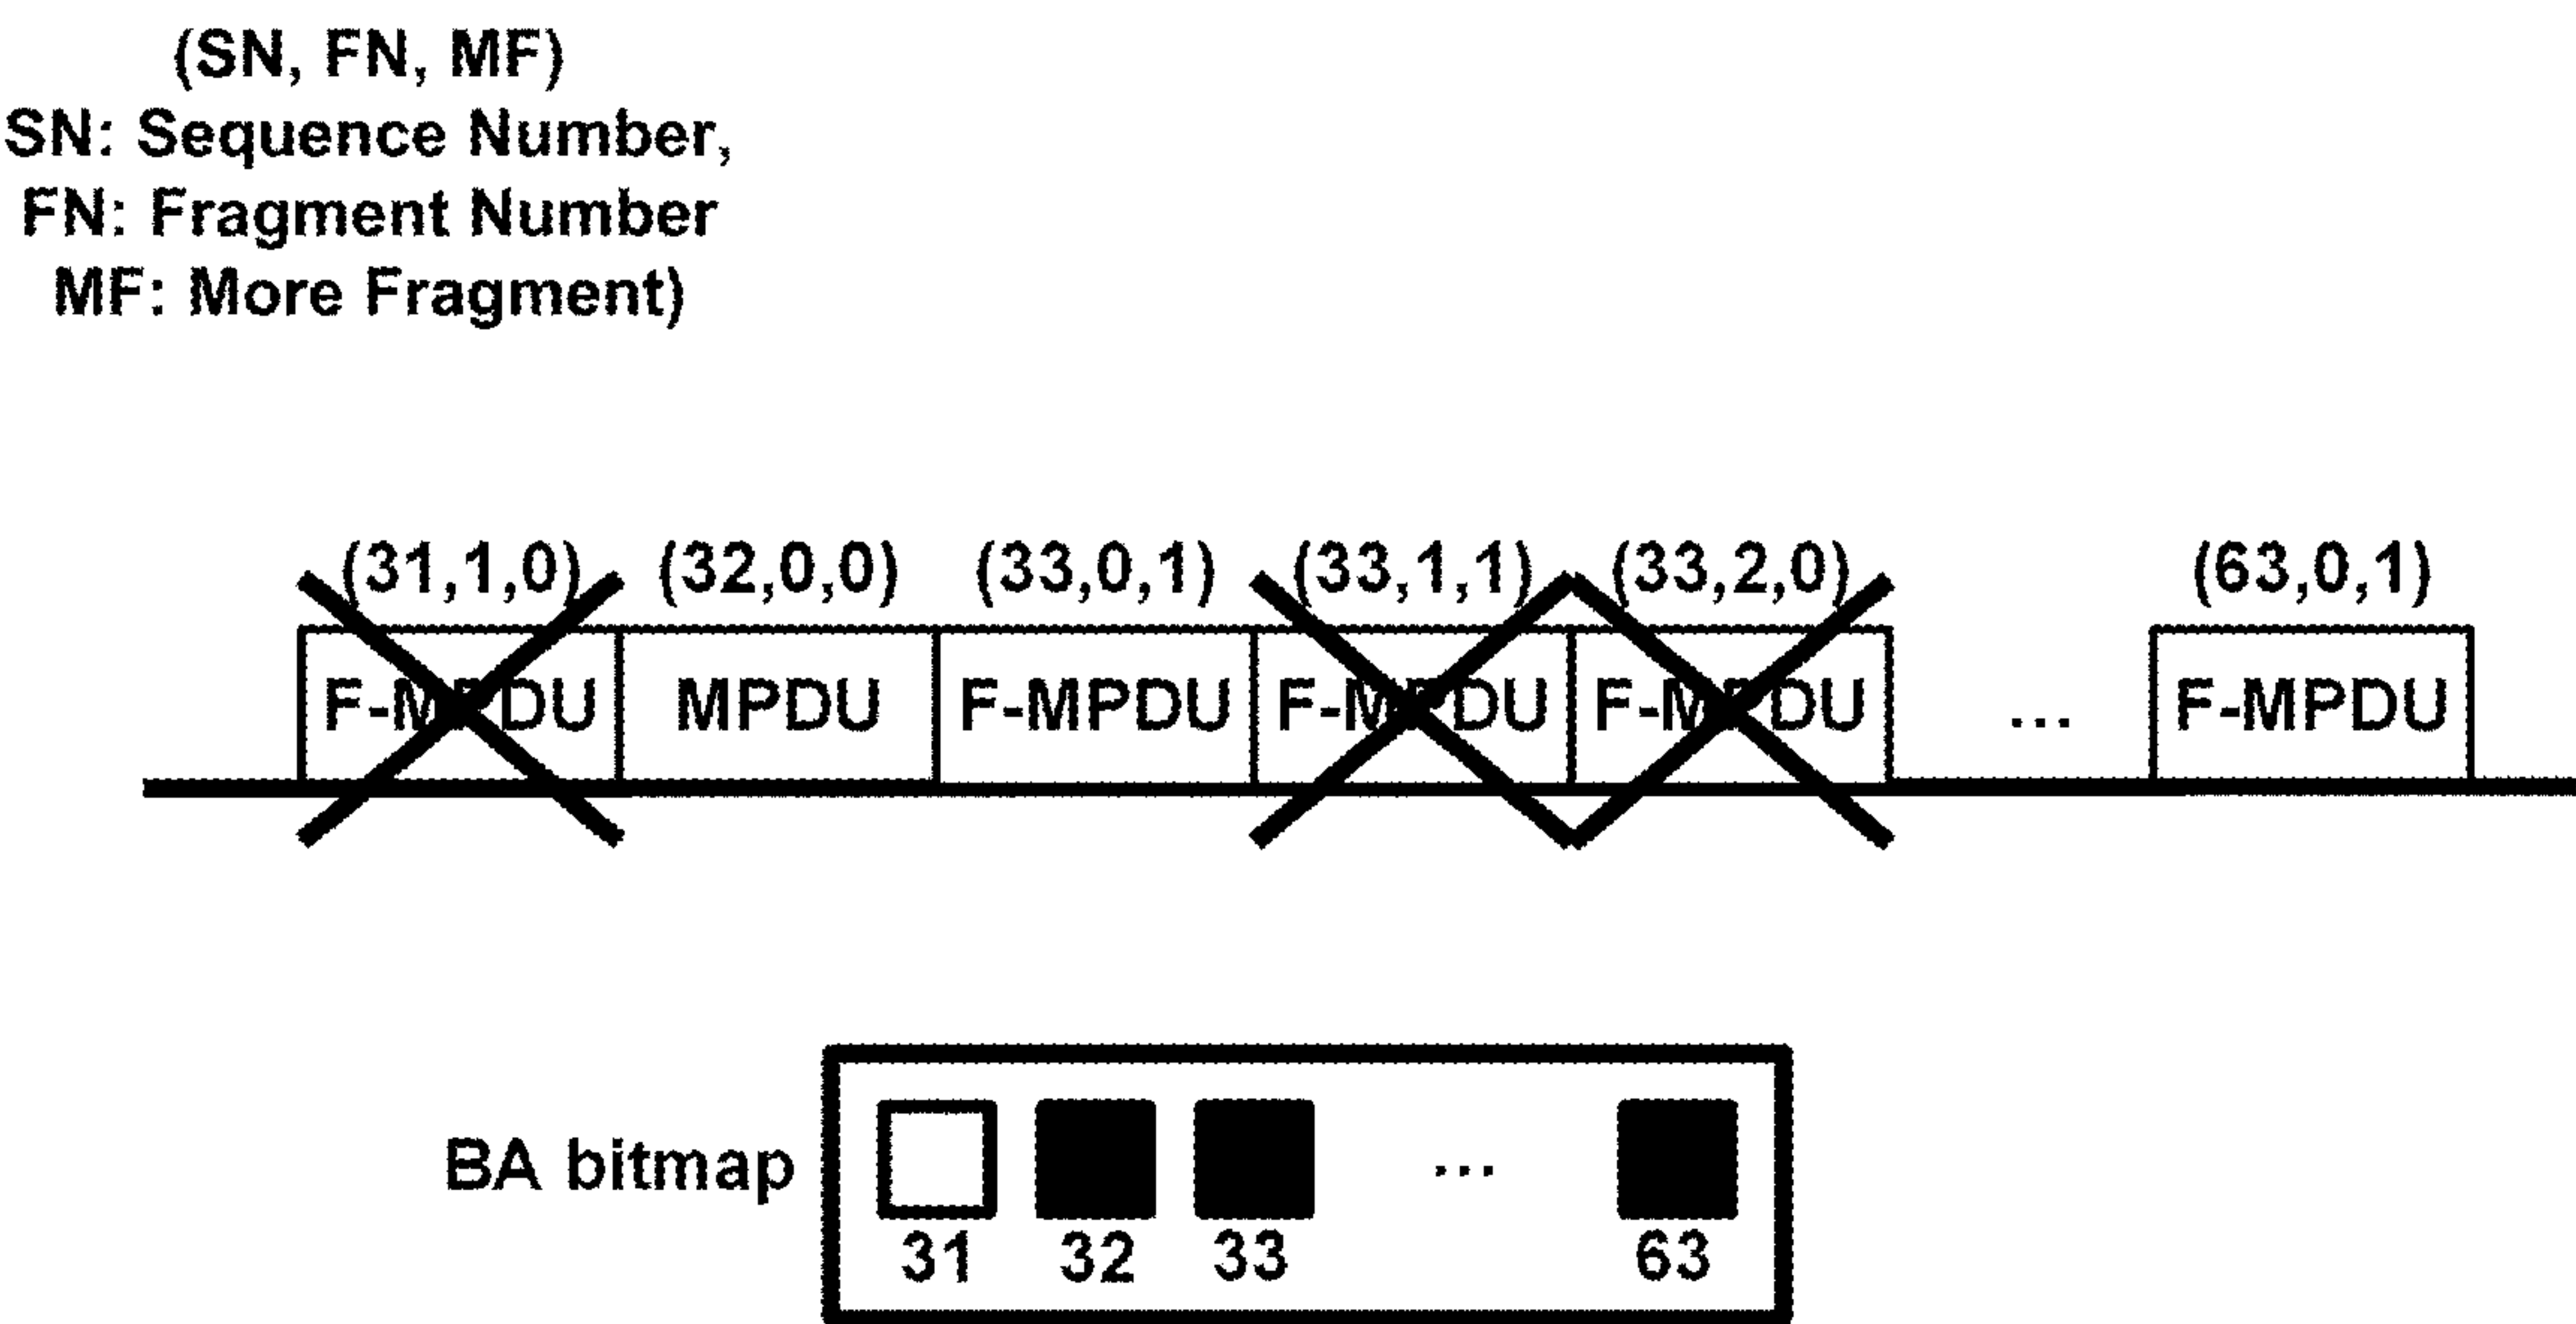 (SN, FN, MF)
SN: Sequence Number,
FN: Fragment Number
MF: More Fragment)
(31,1,0) (32,0,0) (33,0,1) (33,1,1) (33,2,0) (63,0,1)
F-MPDU MPDU F-MPDU F-MPDU F-MPDU ... F-MPDU
BA bitmap ...
31 32 33 63